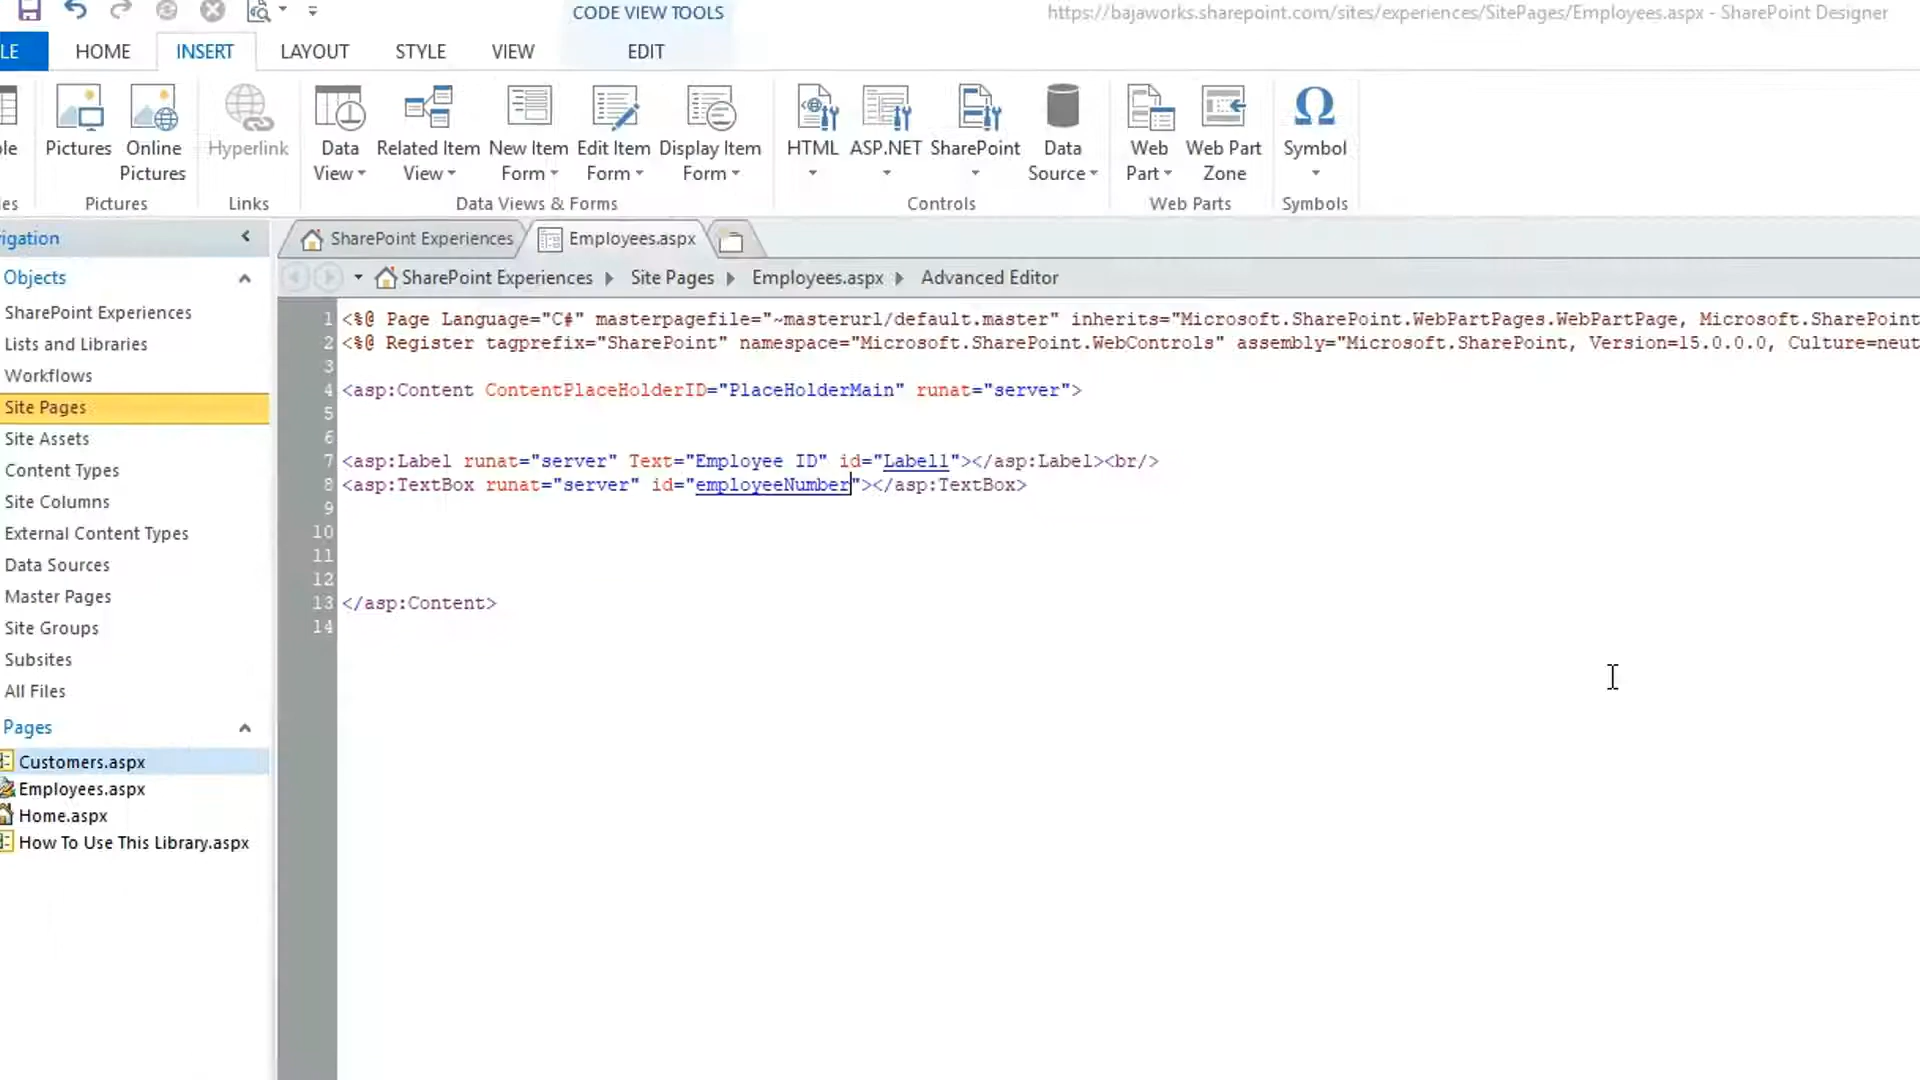 CODE VIEW TOOLS
https://bajaworks.sharepoint.com/sites/experiences/SitePages/Employees.aspx - SharePoint Designer
LE
HOME
INSERT
LAYOUT
STYLE
VIEW
EDIT
ole
Pictures
Online Pictures
Hyperlink
Data View
Related Item View
New Item Form
Edit Item Form
Display Item Form
HTML
ASP.NET
SharePoint
Data Source
Web Part
Web Part Zone
Symbol
les
Pictures
Links
Data Views & Forms
Controls
Web Parts
Symbols
vigation
Objects
SharePoint Experiences
Lists and Libraries
Workflows
Site Pages
Site Assets
Content Types
Site Columns
External Content Types
Data Sources
Master Pages
Site Groups
Subsites
All Files
Pages
Customers.aspx
Employees.aspx
Home.aspx
How To Use This Library.aspx
SharePoint Experiences
Employees.aspx
SharePoint Experiences
Site Pages
Employees.aspx
Advanced Editor
1 <%@ Page Language="C#" masterpagefile="~masterurl/default.master" inherits="Microsoft.SharePoint.WebPartPages.WebPartPage, Microsoft.SharePoint
2 <%@ Register tagprefix="SharePoint" namespace="Microsoft.SharePoint.WebControls" assembly="Microsoft.SharePoint, Version=15.0.0.0, Culture=neut
3
4 <asp:Content ContentPlaceHolderID="PlaceHolderMain" runat="server">
5
6
7 <asp:Label runat="server" Text="Employee ID" id="Label1"></asp:Label><br/>
8 <asp:TextBox runat="server" id="employeeNumber"></asp:TextBox>
9
10
11
12
13 </asp:Content>
14